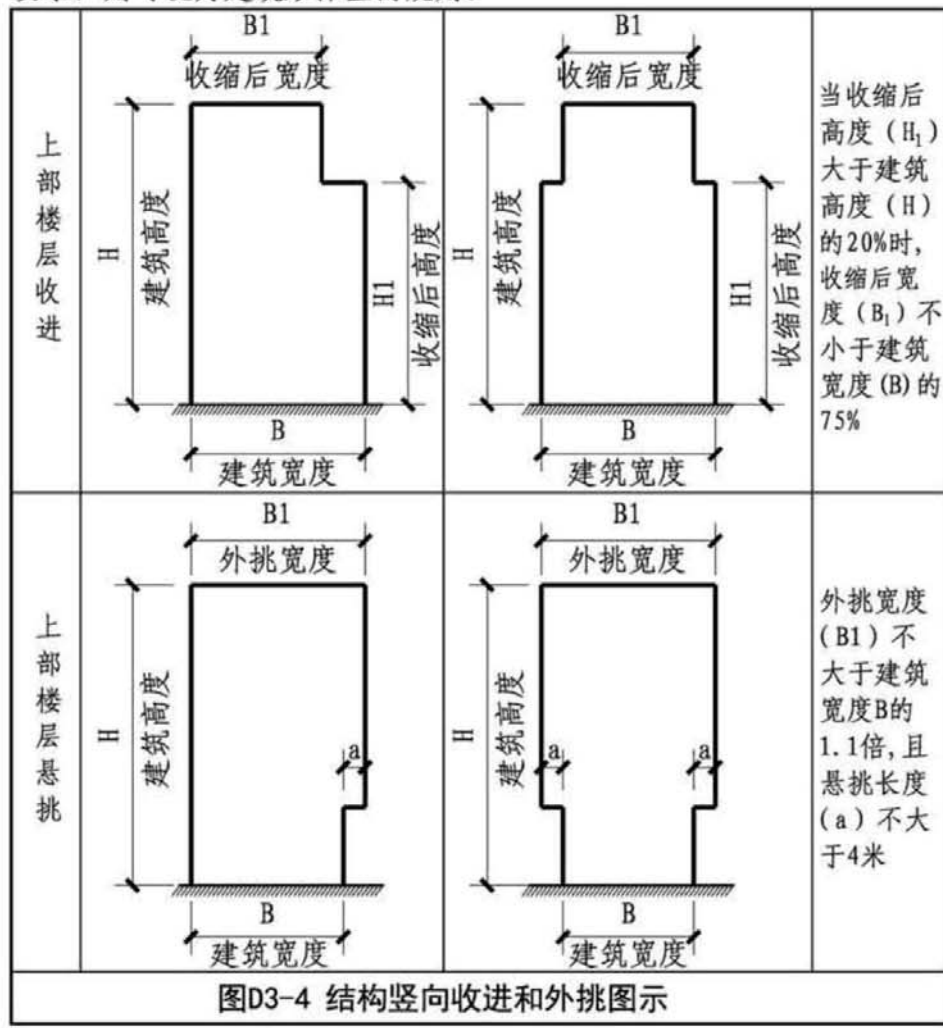 上部楼层收进
B1
收缩后宽度
H
建筑高度
H1
收缩后高度
B
建筑宽度
B1
收缩后宽度
H
建筑高度
H1
收缩后高度
B
建筑宽度
当收缩后
高度（H₁）
大于建筑
高度（H）
的20%时，
收缩后宽
度（B₁）不
小于建筑
宽度(B)的
75%
上部楼层悬挑
B1
外挑宽度
H
建筑高度
a
B
建筑宽度
B1
外挑宽度
H
建筑高度
a
a
B
建筑宽度
外挑宽度
(B1）不
大于建筑
宽度B的
1.1倍,且
悬挑长度
(a）不大
于4米
图D3-4 结构竖向收进和外挑图示